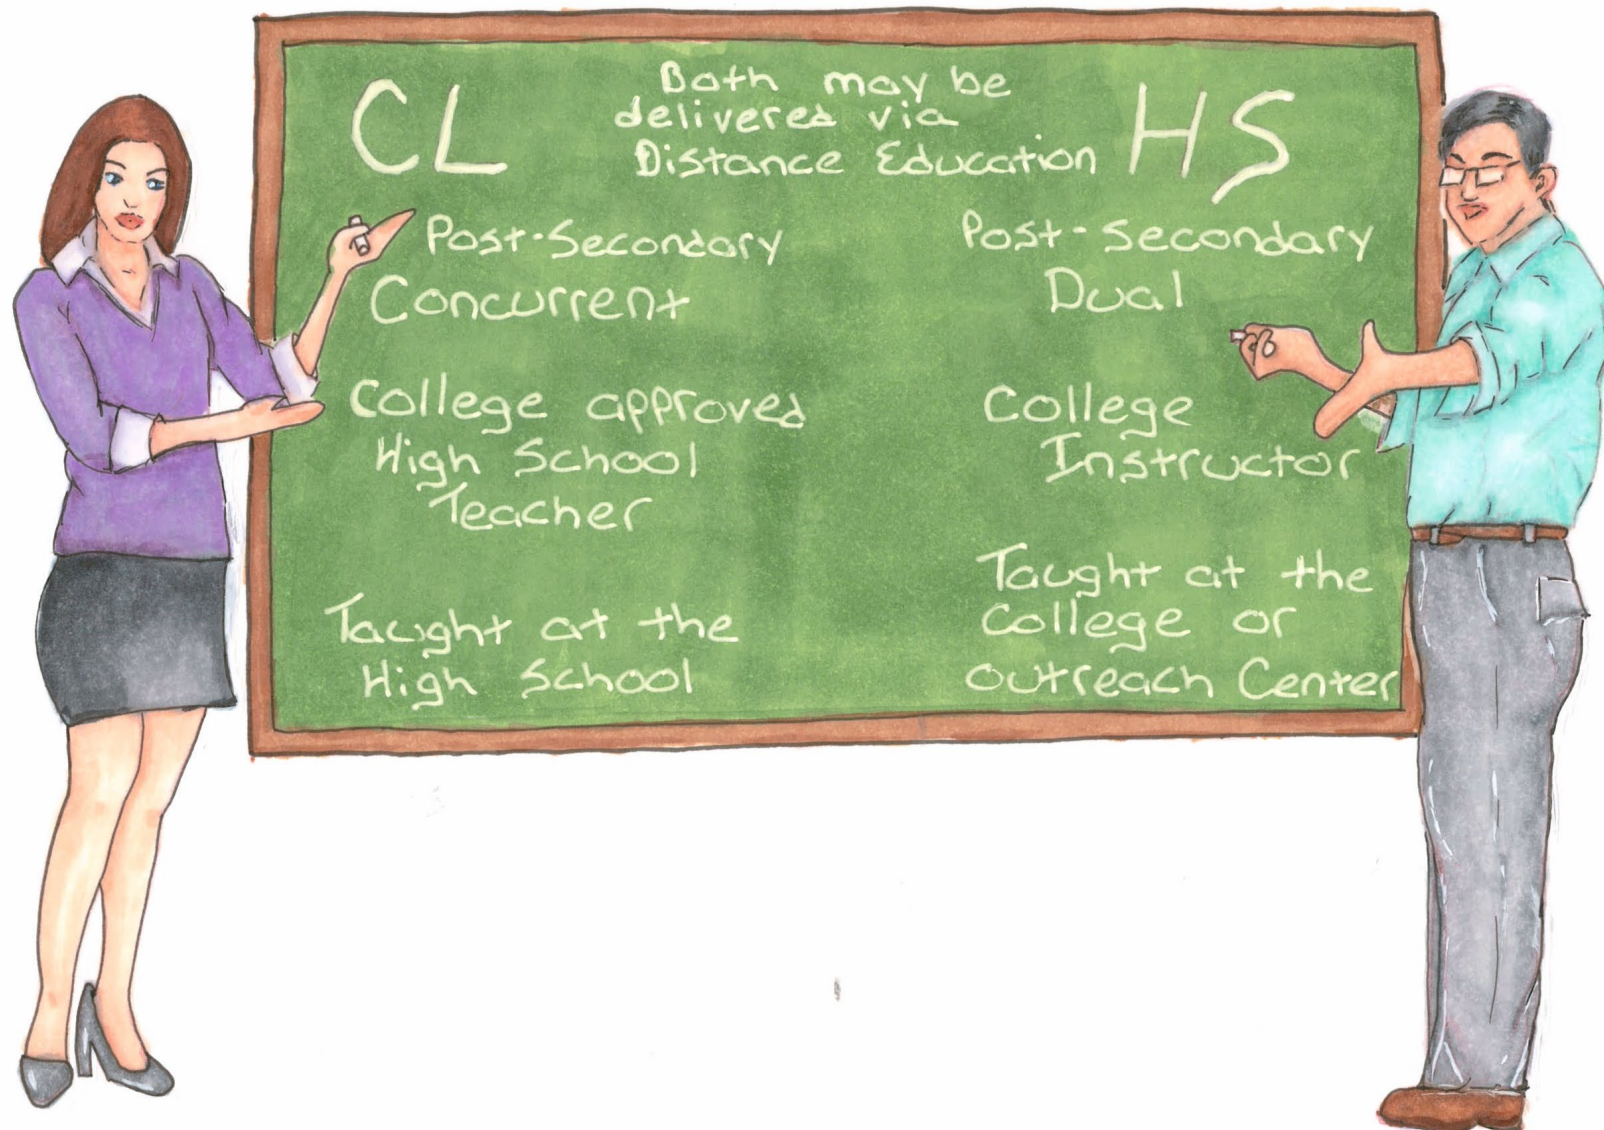 CL
Both may be
delivered via
Distance Education
HS
Post-Secondary
Concurrent
College approved
High School
Teacher
Taught at the
High School
Post-Secondary
Dual
College
Instructor
Taught at the
College or
Outreach Center